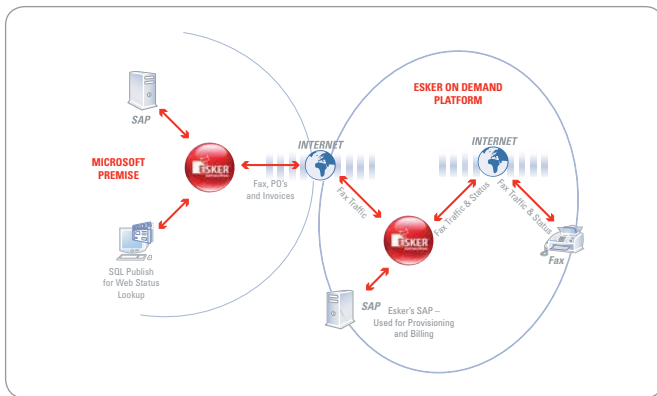 ESKER ON DEMAND
PLATFORM
SAP
INTERNET
INTERNET
MICROSOFT
PREMISE
ESKER
Fax, PO's
and Invoices
Fax Traffic
Fax Traffic & Status
Fax Traffic & Status
ESKER
Fax
SQL Publish
for Web Status
Lookup
SAP
Esker's SAP –
Used for Provisioning
and Billing